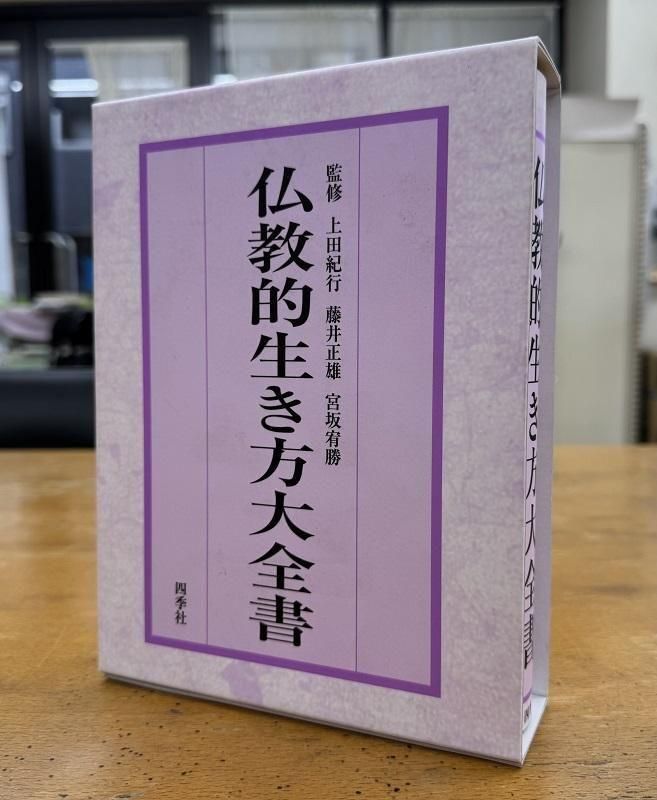 監修 上田紀行 藤井正雄 宮坂宥勝
仏教的生き方大全書
四季社
仏教的生き方大全書